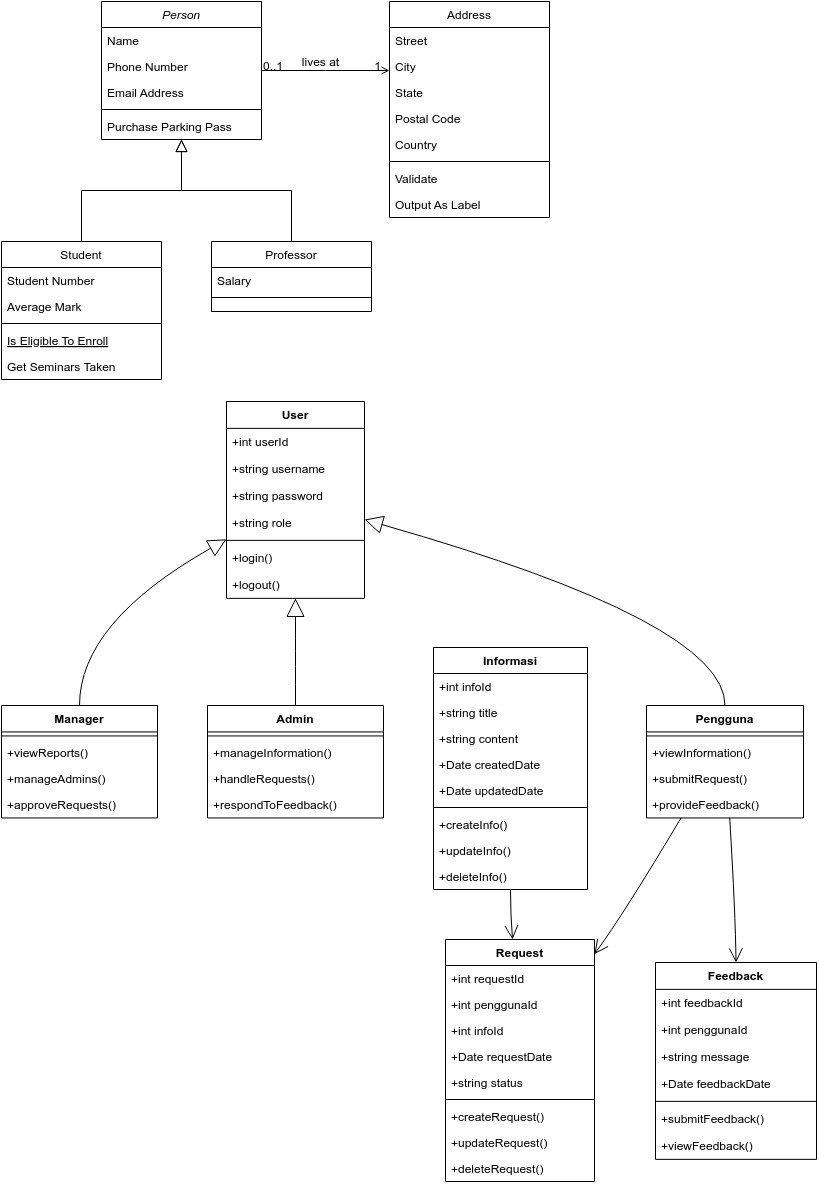 Person
Name
Phone Number
Email Address
Purchase Parking Pass
0..1
lives at
1
Address
Street
City
State
Postal Code
Country
Validate
Output As Label
Student
Student Number
Average Mark
Is Eligible To Enroll
Get Seminars Taken
Professor
Salary
User
+int userId
+string username
+string password
+string role
+login()
+logout()
Manager
+viewReports()
+manageAdmins()
+approveRequests()
Admin
+manageInformation()
+handleRequests()
+respondToFeedback()
Informasi
+int infoId
+string title
+string content
+Date createdDate
+Date updatedDate
+createInfo()
+updateInfo()
+deleteInfo()
Pengguna
+viewInformation()
+submitRequest()
+provideFeedback()
Request
+int requestId
+int penggunaId
+int infoId
+Date requestDate
+string status
+createRequest()
+updateRequest()
+deleteRequest()
Feedback
+int feedbackId
+int penggunaId
+string message
+Date feedbackDate
+submitFeedback()
+viewFeedback()